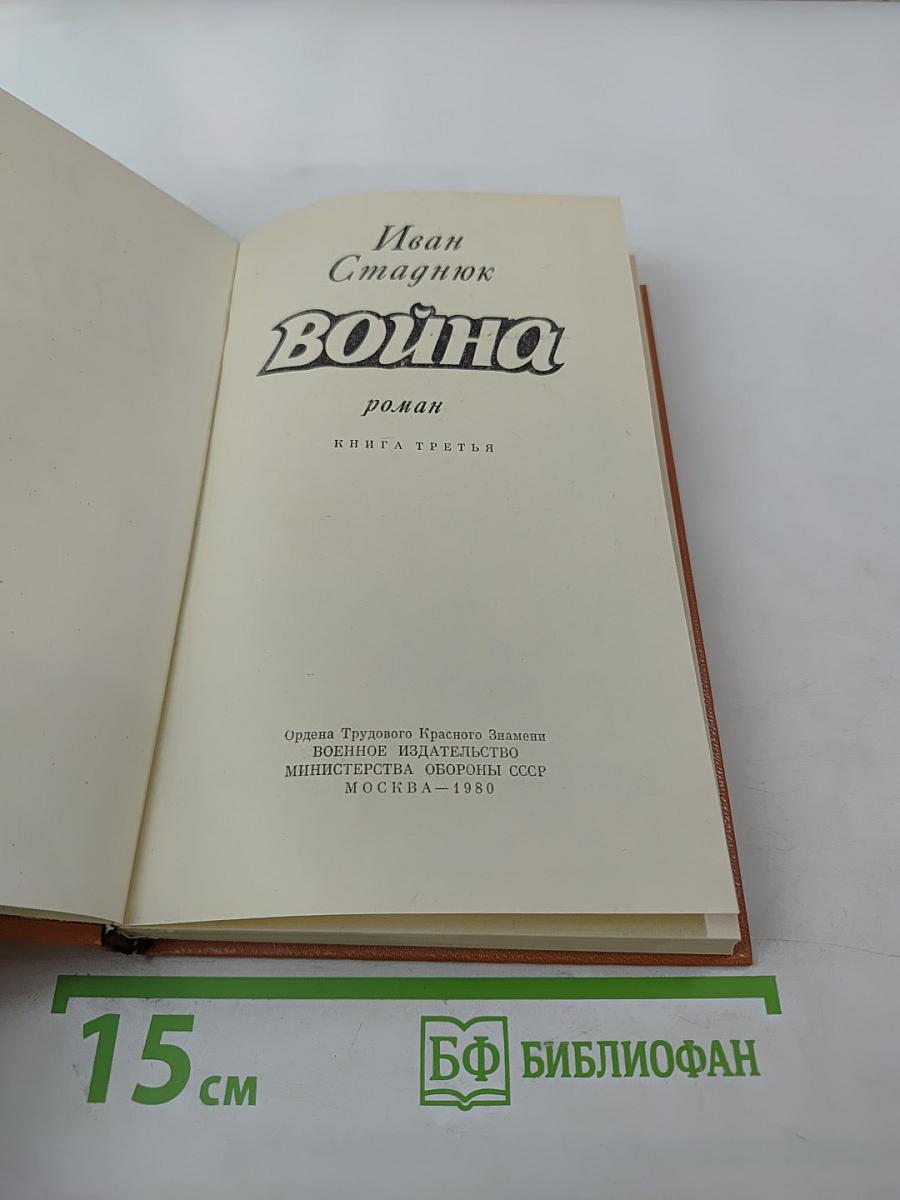 Иван
Стаднюк
ВОЙНА
роман
КНИГА ТРЕТЬЯ
Ордена Трудового Красного Знамени
ВОЕННОЕ ИЗДАТЕЛЬСТВО
МИНИСТЕРСТВА ОБОРОНЫ СССР
МОСКВА—1980
15 см
БФ БИБЛИОФАН